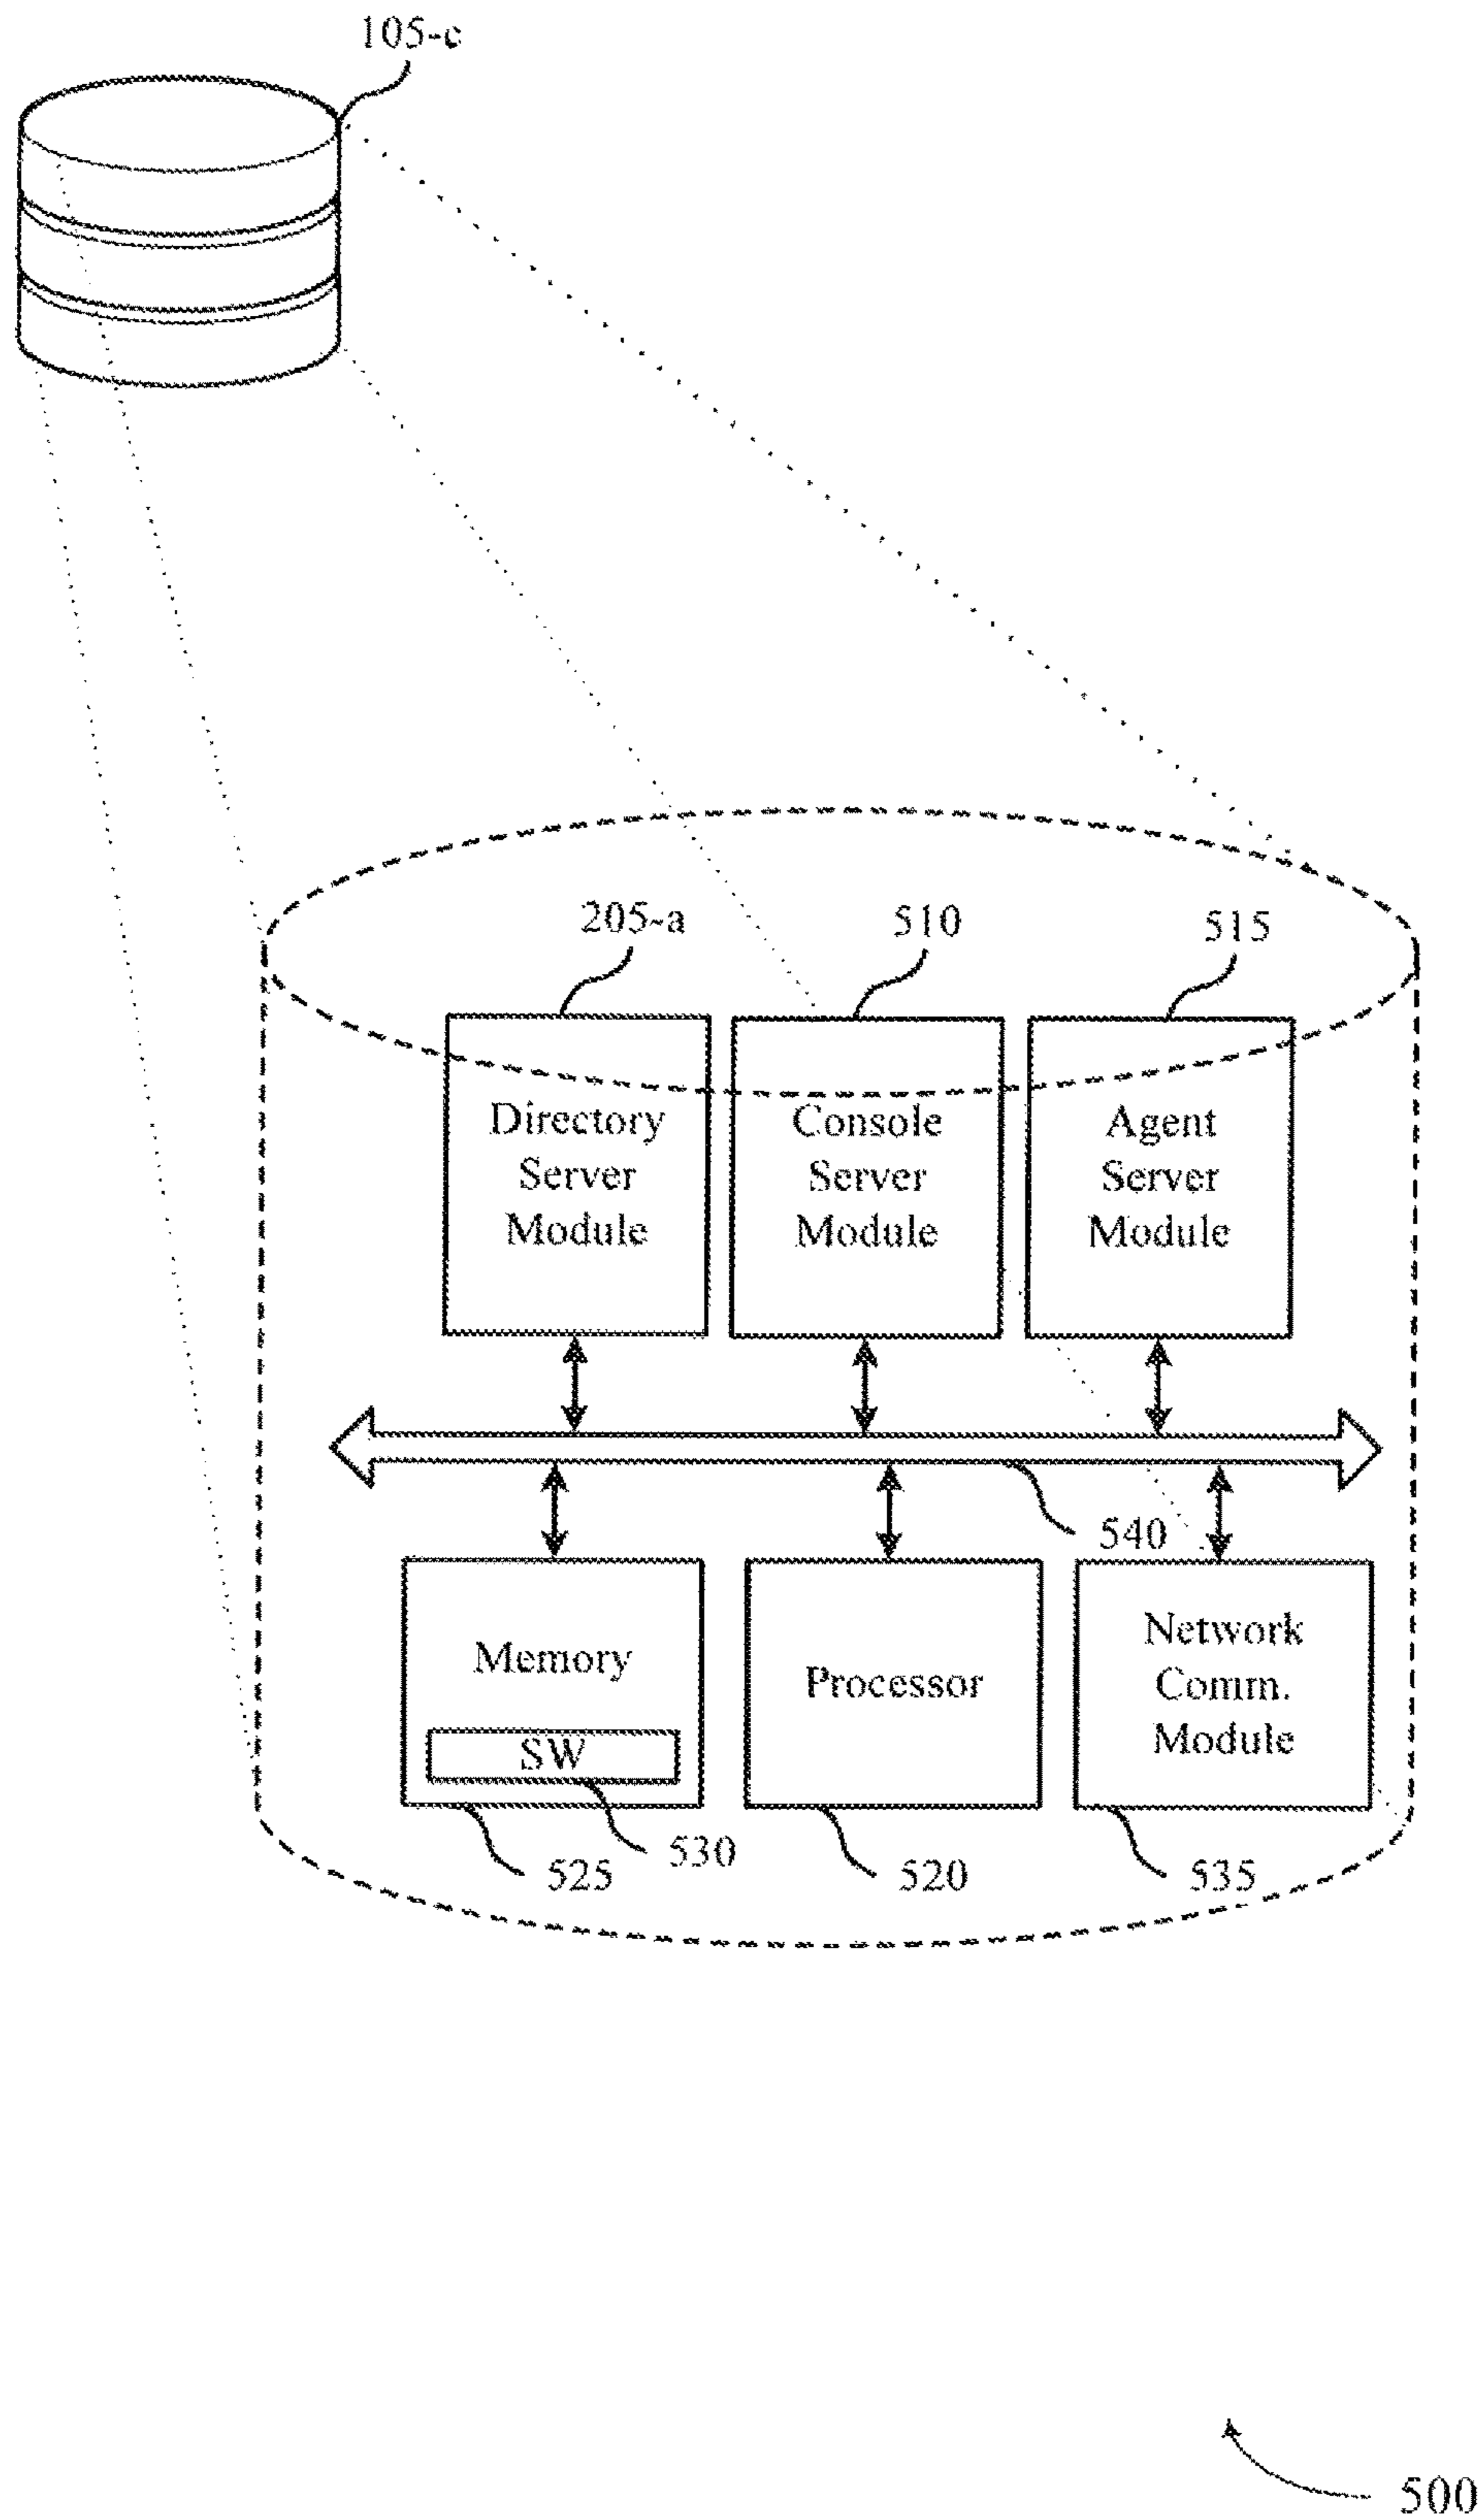 105-c
205-a
510
515
Directory
Server
Module
Console
Server
Module
Agent
Server
Module
540
Memory
SW
Processor
Network
Comm.
Module
530
525
520
535
500